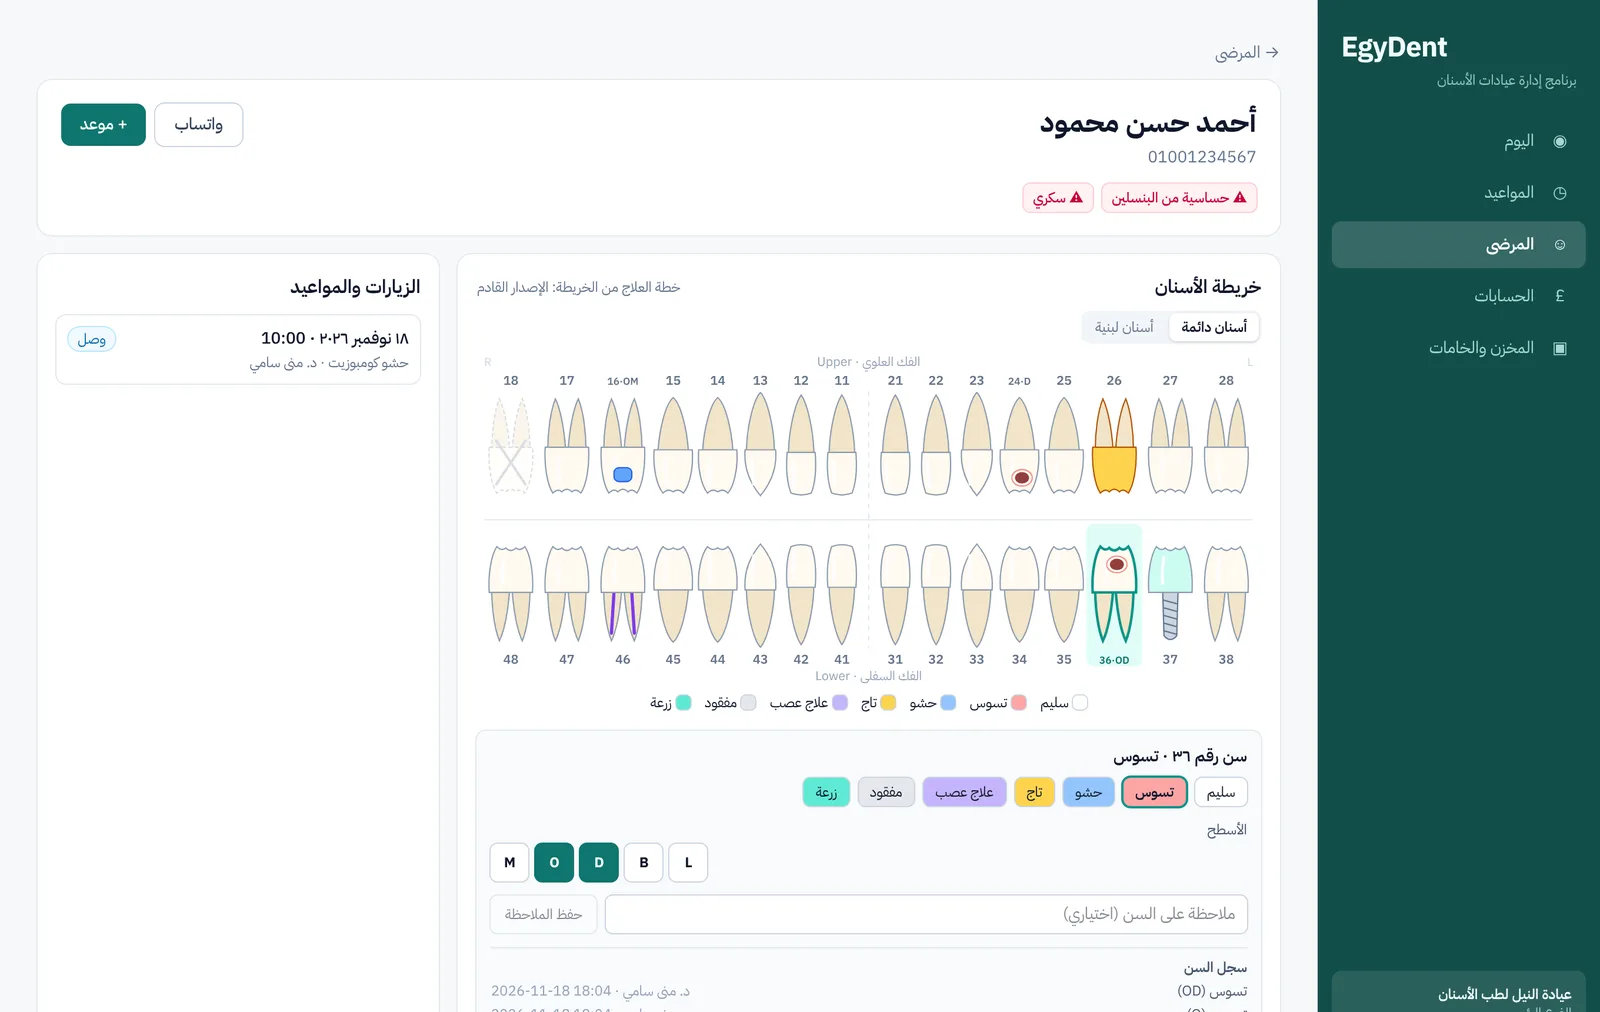 EgyDent
برنامج إدارة عيادات الأسنان
اليوم
المواعيد
المرضى
£ الحسابات
المخزن والخامات
عيادة النيل لطب الأسنان
→ المرضى
أحمد حسن محمود
01001234567
حساسية من البنسلين
سكري
واتساب
+ موعد
خريطة الأسنان
خطة العلاج من الخريطة: الإصدار القادم
أسنان دائمة
أسنان لبنية
R
الفك العلوي · Upper
L
18 17 16·OM 15 14 13 12 11 21 22 23 24·D 25 26 27 28
48 47 46 45 44 43 42 41 31 32 33 34 35 36·OD 37 38
الفك السفلي · Lower
سليم تسوس حشو تاج علاج عصب مفقود زرعة
سن رقم ٣٦ · تسوس
سليم تسوس حشو تاج علاج عصب مفقود زرعة
الأسطح
M O D B L
ملاحظة على السن (اختياري)
حفظ الملاحظة
سجل السن
تسوس (OD)
د. منى سامي · 2026-11-18 18:04
الزيارات والمواعيد
١٨ نوفمبر ٢٠٢٦ · 10:00
وصل
حشو كومبوزيت · د. منى سامي